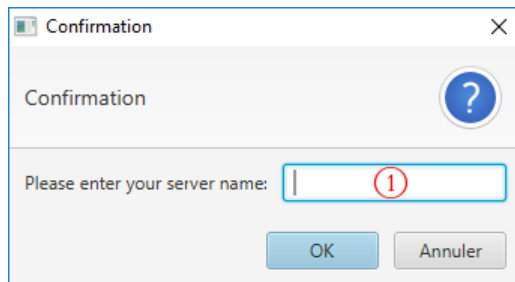 Confirmation
Confirmation
?
Please enter your server name:
1
OK
Annuler